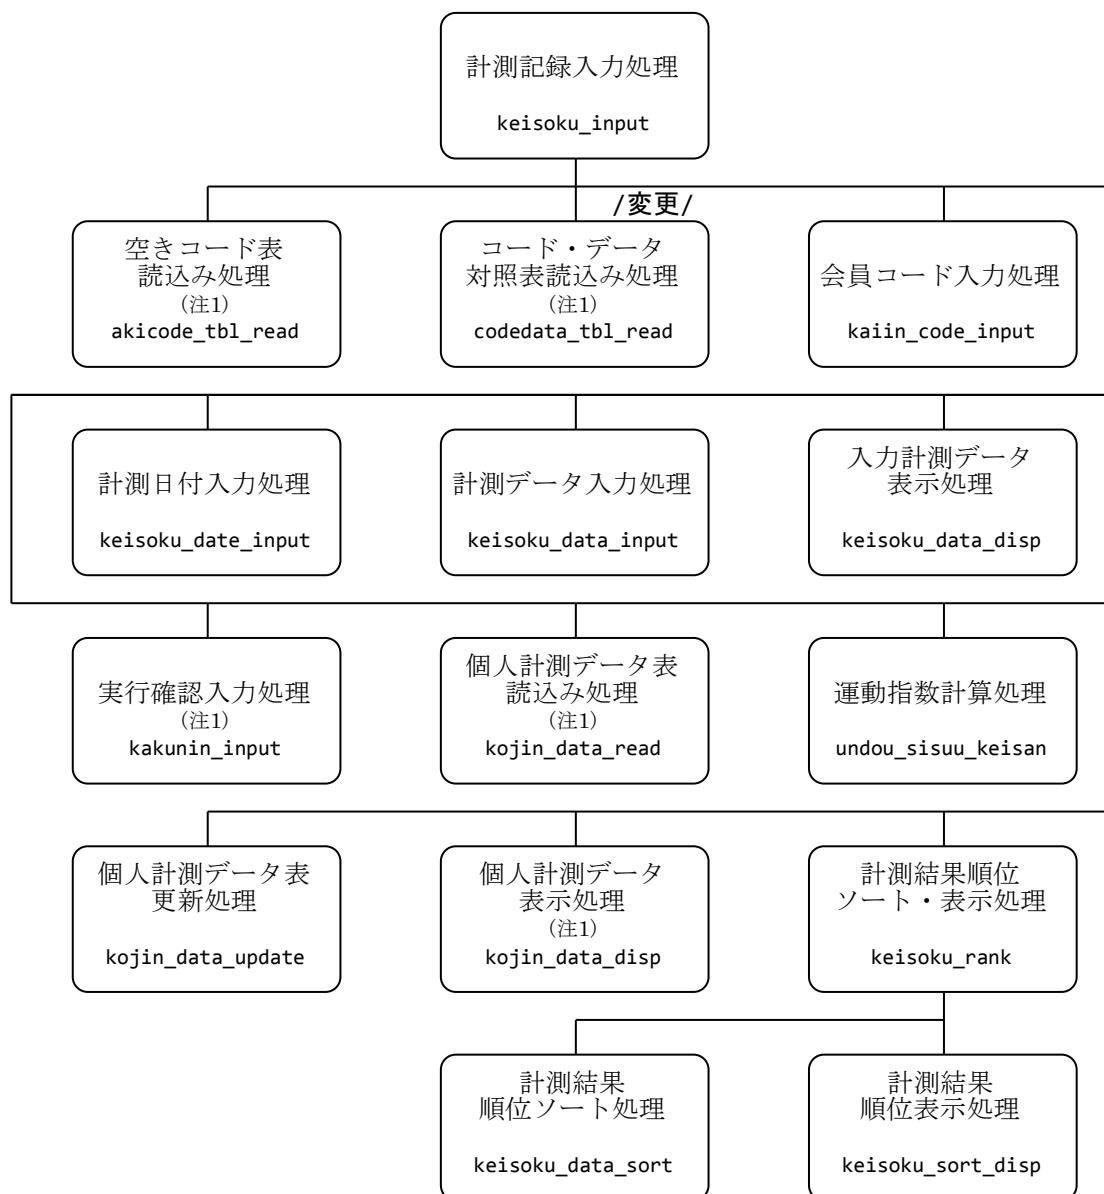 計測記録入力処理
keisoku_input
/変更/
空きコード表
読込み処理
(注1)
akicode_tbl_read
コード・データ
対照表読込み処理
(注1)
codedata_tbl_read
会員コード入力処理
kaiin_code_input
計測日付入力処理
keisoku_date_input
計測データ入力処理
keisoku_data_input
入力計測データ
表示処理
keisoku_data_disp
実行確認入力処理
(注1)
kakunin_input
個人計測データ表
読込み処理
(注1)
kojin_data_read
運動指数計算処理
undou_sisuu_keisan
個人計測データ表
更新処理
kojin_data_update
個人計測データ
表示処理
(注1)
kojin_data_disp
計測結果順位
ソート・表示処理
keisoku_rank
計測結果
順位ソート処理
keisoku_data_sort
計測結果
順位表示処理
keisoku_sort_disp